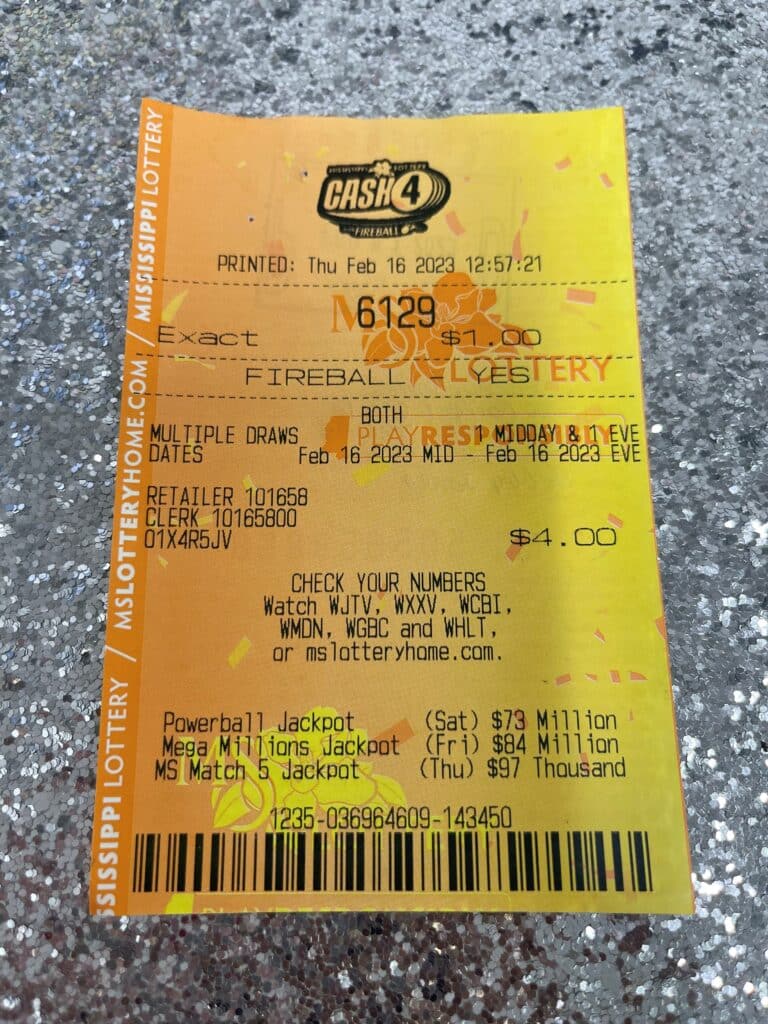 MISSISSIPPI LOTTERY
CASH 4
FIREBALL
PRINTED: Thu Feb 16 2023 12:57:21
6129
Exact $1.00
FIREBALL YES
MS LOTTERY
BOTH
PLAY RESPONSIBLY
MULTIPLE DRAWS 1 MIDDAY & 1 EVE
DATES Feb 16 2023 MID - Feb 16 2023 EVE
RETAILER 101658
CLERK 10165800
01X4R5JV $4.00
CHECK YOUR NUMBERS
Watch WJTV, WXXV, WCBI,
WMDN, WGBC and WHLT,
or mslotteryhome.com.
Powerball Jackpot (Sat) $73 Million
Mega Millions Jackpot (Fri) $84 Million
MS Match 5 Jackpot (Thu) $97 Thousand
1235-036964609-143450
SSISSIPPI LOTTERY / MSLOTTERYHOME.COM / MISSISSIPPI LOTTERY